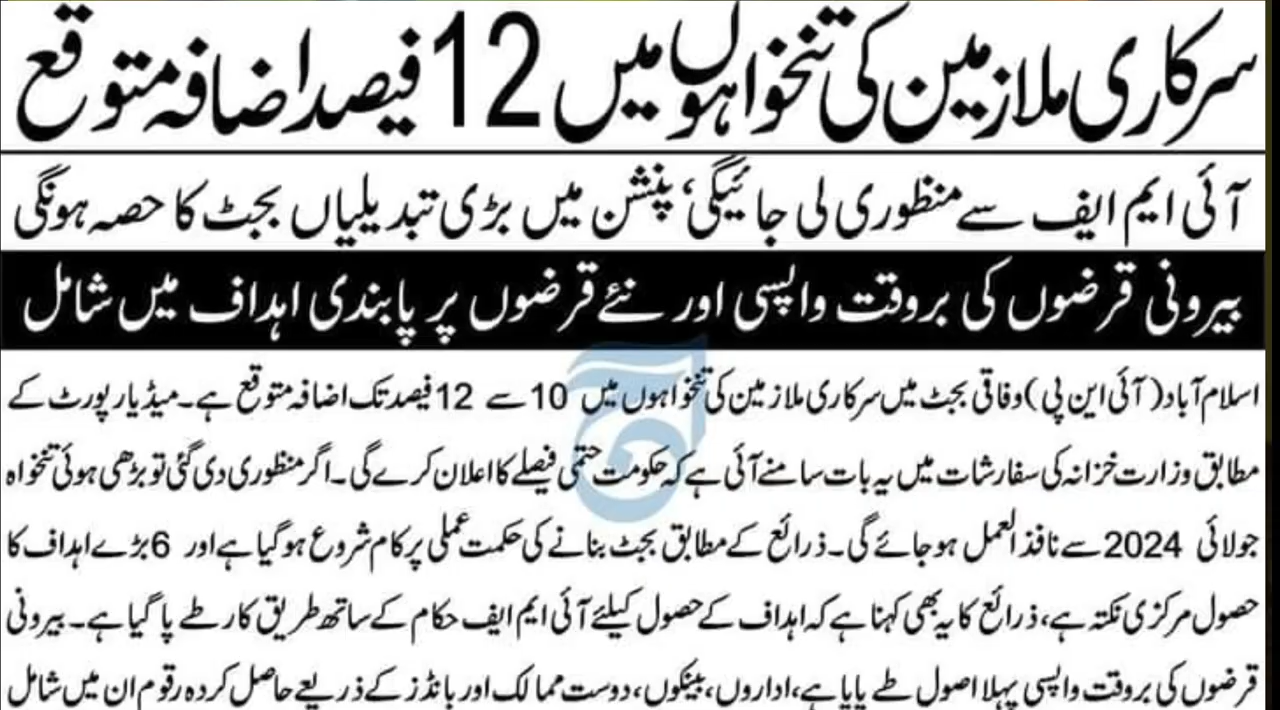 سرکاری ملازمین کی تنخواہوں میں 12 فیصد اضافہ متوقع
آئی ایم ایف سے منظوری لی جائیگی، پنشن میں بڑی تبدیلیاں بجٹ کا حصہ ہونگی
بیرونی قرضوں کی بروقت واپسی اور نئے قرضوں پر پابندی اہداف میں شامل
اسلام آباد (آئی این پی) وفاقی بجٹ میں سرکاری ملازمین کی تنخواہوں میں 10 سے 12 فیصد تک اضافہ متوقع ہے۔ میڈیا رپورٹ کے
مطابق وزارت خزانہ کی سفارشات میں یہ بات سامنے آئی ہے کہ حکومت حتمی فیصلے کا اعلان کرے گی۔ اگر منظوری دی گئی تو بڑھی ہوئی تنخواہ
جولائی 2024 سے نافذ العمل ہو جائے گی۔ ذرائع کے مطابق بجٹ بنانے کی حکمت عملی پر کام شروع ہو گیا ہے اور 6 بڑے اہداف کا
حصول مرکزی نکتہ ہے، ذرائع کا یہ بھی کہنا ہے کہ اہداف کے حصول کیلئے آئی ایم ایف حکام کے ساتھ طریق کار طے پا گیا ہے۔ بیرونی
قرضوں کی بروقت واپسی پہلا اصول طے پایا ہے، اداروں، بینکوں، دوست ممالک اور بانڈز کے ذریعے حاصل کردہ رقوم ان میں شامل